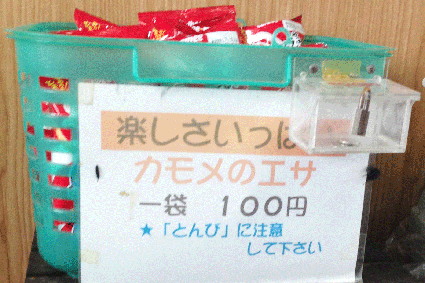 楽しさいっぱ
カモメのエサ
一袋 100円
★「とんび」に注意
して下さい